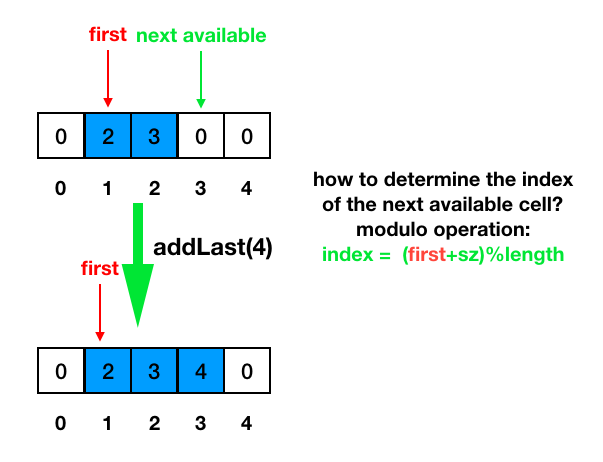 first next available
0 2 3 0 0
0 1 2 3 4
how to determine the index
of the next available cell?
modulo operation:
index = (first+sz)%length
addLast(4)
first
0 2 3 4 0
0 1 2 3 4